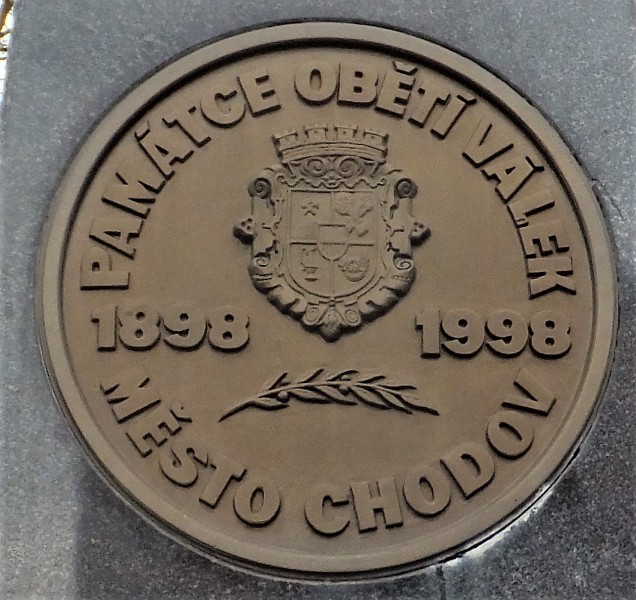 PAMÁTCE OBĚTÍ VÁLEK
1898 1998
MĚSTO CHODOV